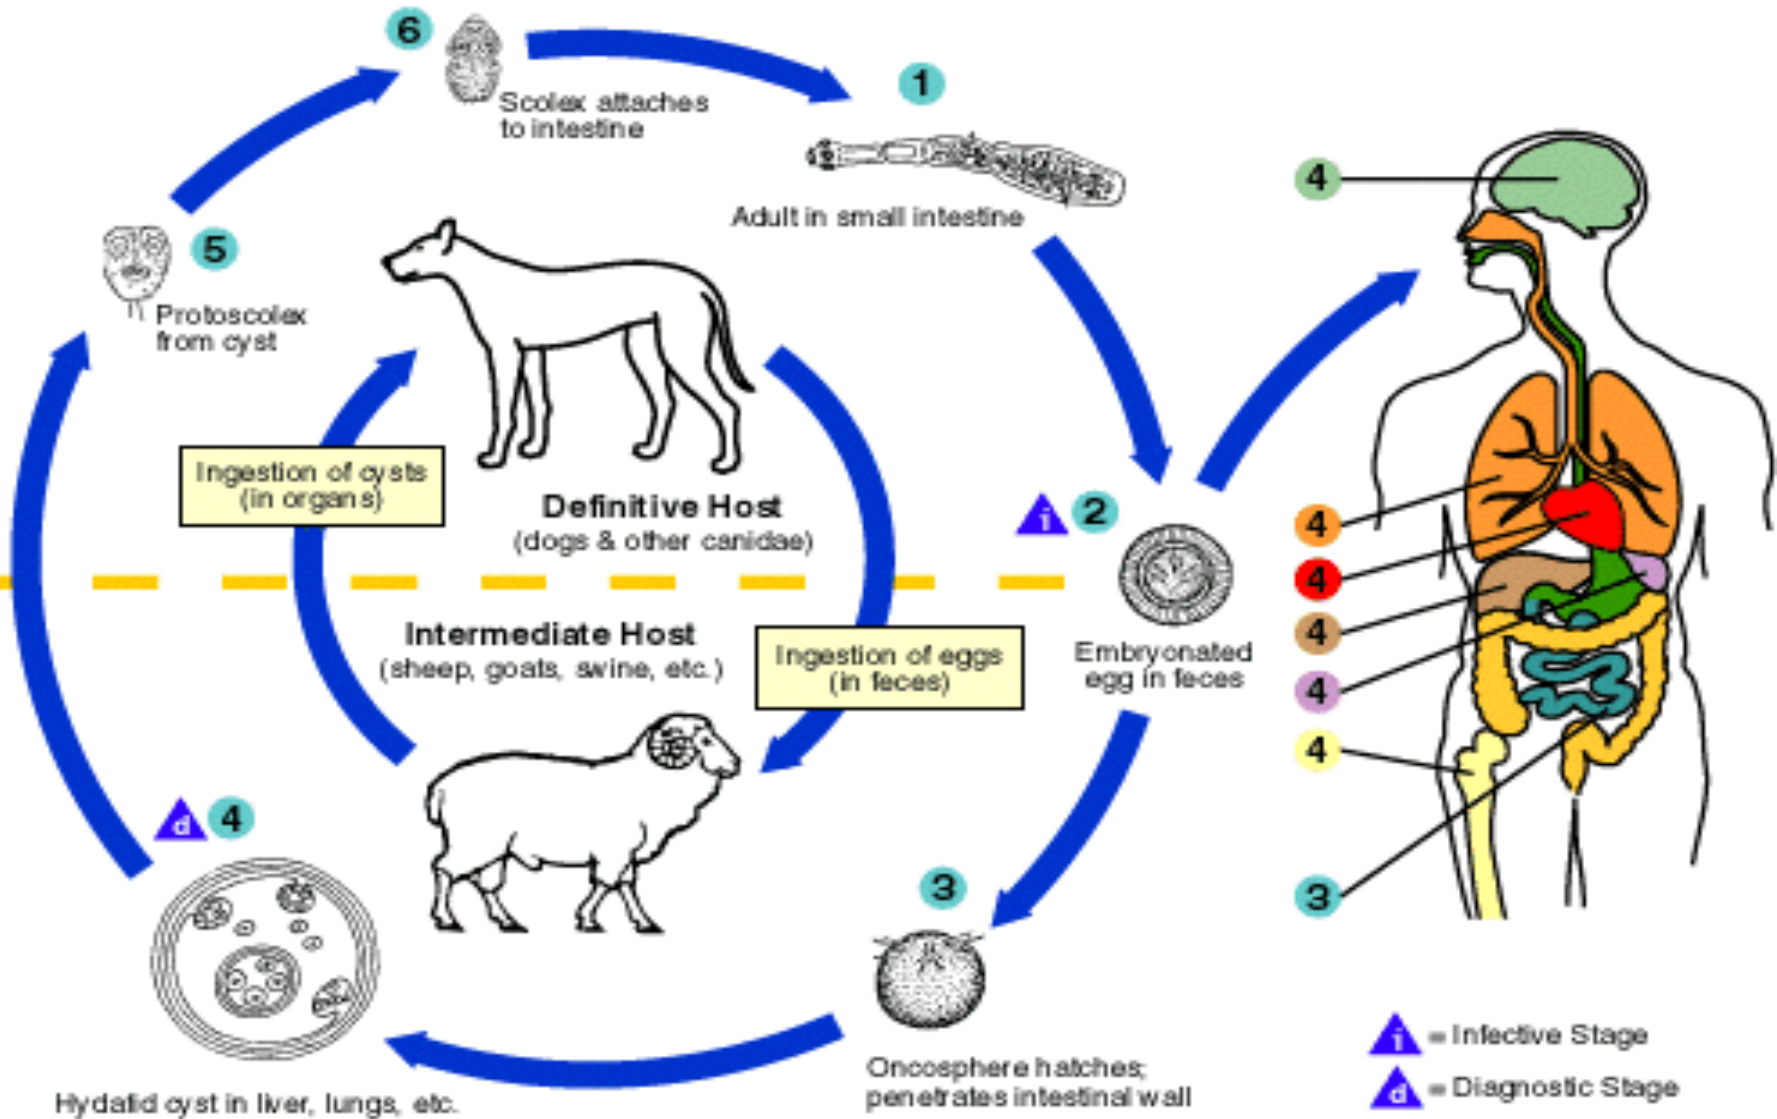 6
Scolex attaches
to intestine
1
Adult in small intestine
5
Protoscolex
from cyst
Ingestion of cysts
(in organs)
Definitive Host
(dogs & other canidae)
i 2
Embryonated
egg in feces
Intermediate Host
(sheep, goats, swine, etc.)
Ingestion of eggs
(in feces)
d 4
Hydatid cyst in liver, lungs, etc.
3
Oncosphere hatches;
penetrates intestinal wall
4
4
4
4
4
4
3
i = Infective Stage
d = Diagnostic Stage